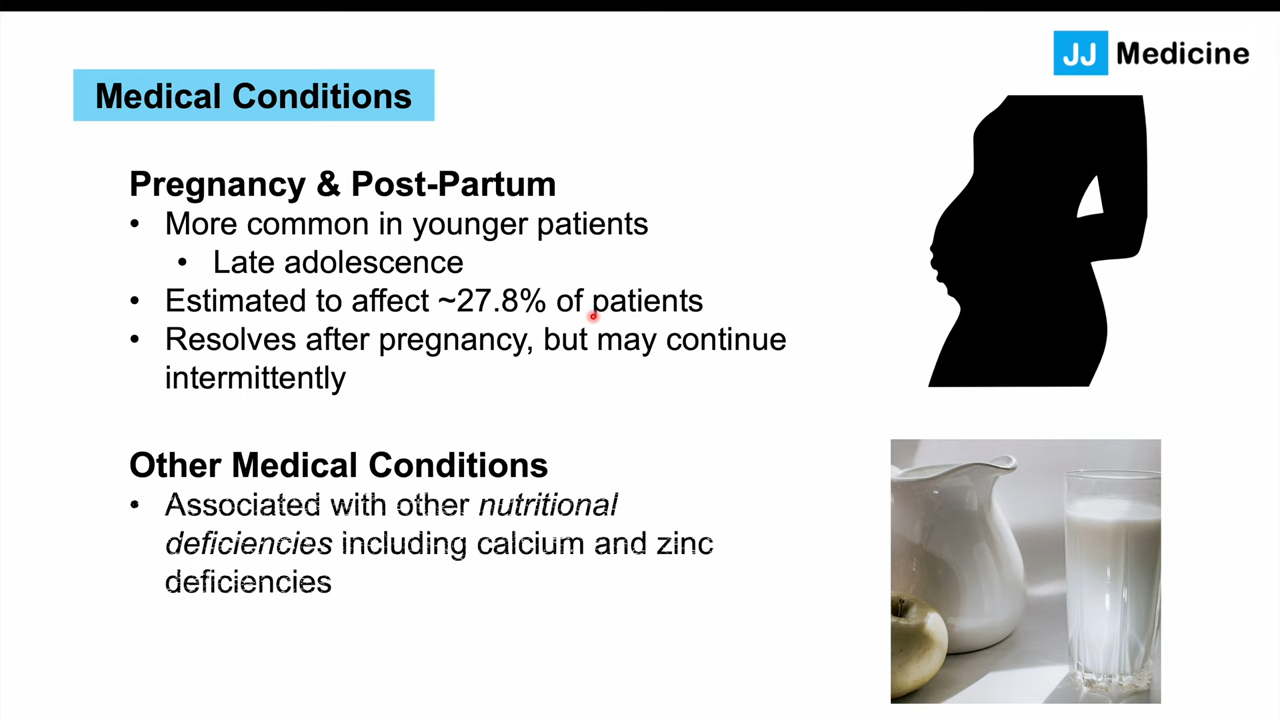 JJ Medicine
Medical Conditions
Pregnancy & Post-Partum
• More common in younger patients
• Late adolescence
• Estimated to affect ~27.8% of patients
• Resolves after pregnancy, but may continue
intermittently
Other Medical Conditions
• Associated with other nutritional
deficiencies including calcium and zinc
deficiencies